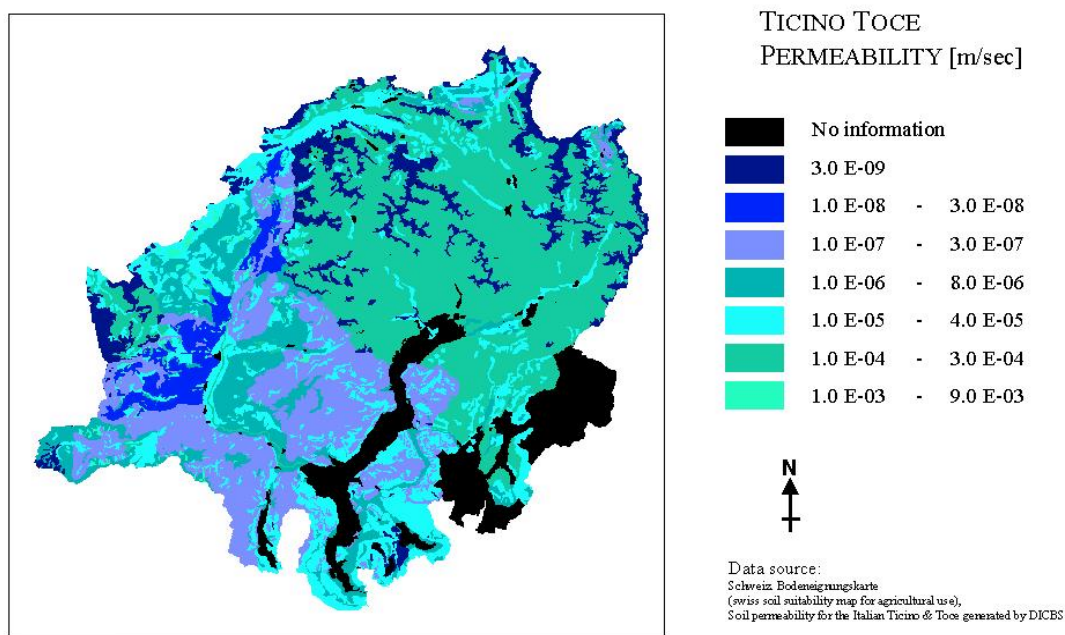 TICINO TOCE
PERMEABILITY [m/sec]
No information
3.0 E-09
1.0 E-08 - 3.0 E-08
1.0 E-07 - 3.0 E-07
1.0 E-06 - 8.0 E-06
1.0 E-05 - 4.0 E-05
1.0 E-04 - 3.0 E-04
1.0 E-03 - 9.0 E-03
N
Data source:
Schweiz. Bodeneignungskarte
(swiss soil suitability map for agricultural use),
Soil permeability for the Italian Ticino & Toce generated by DICBS